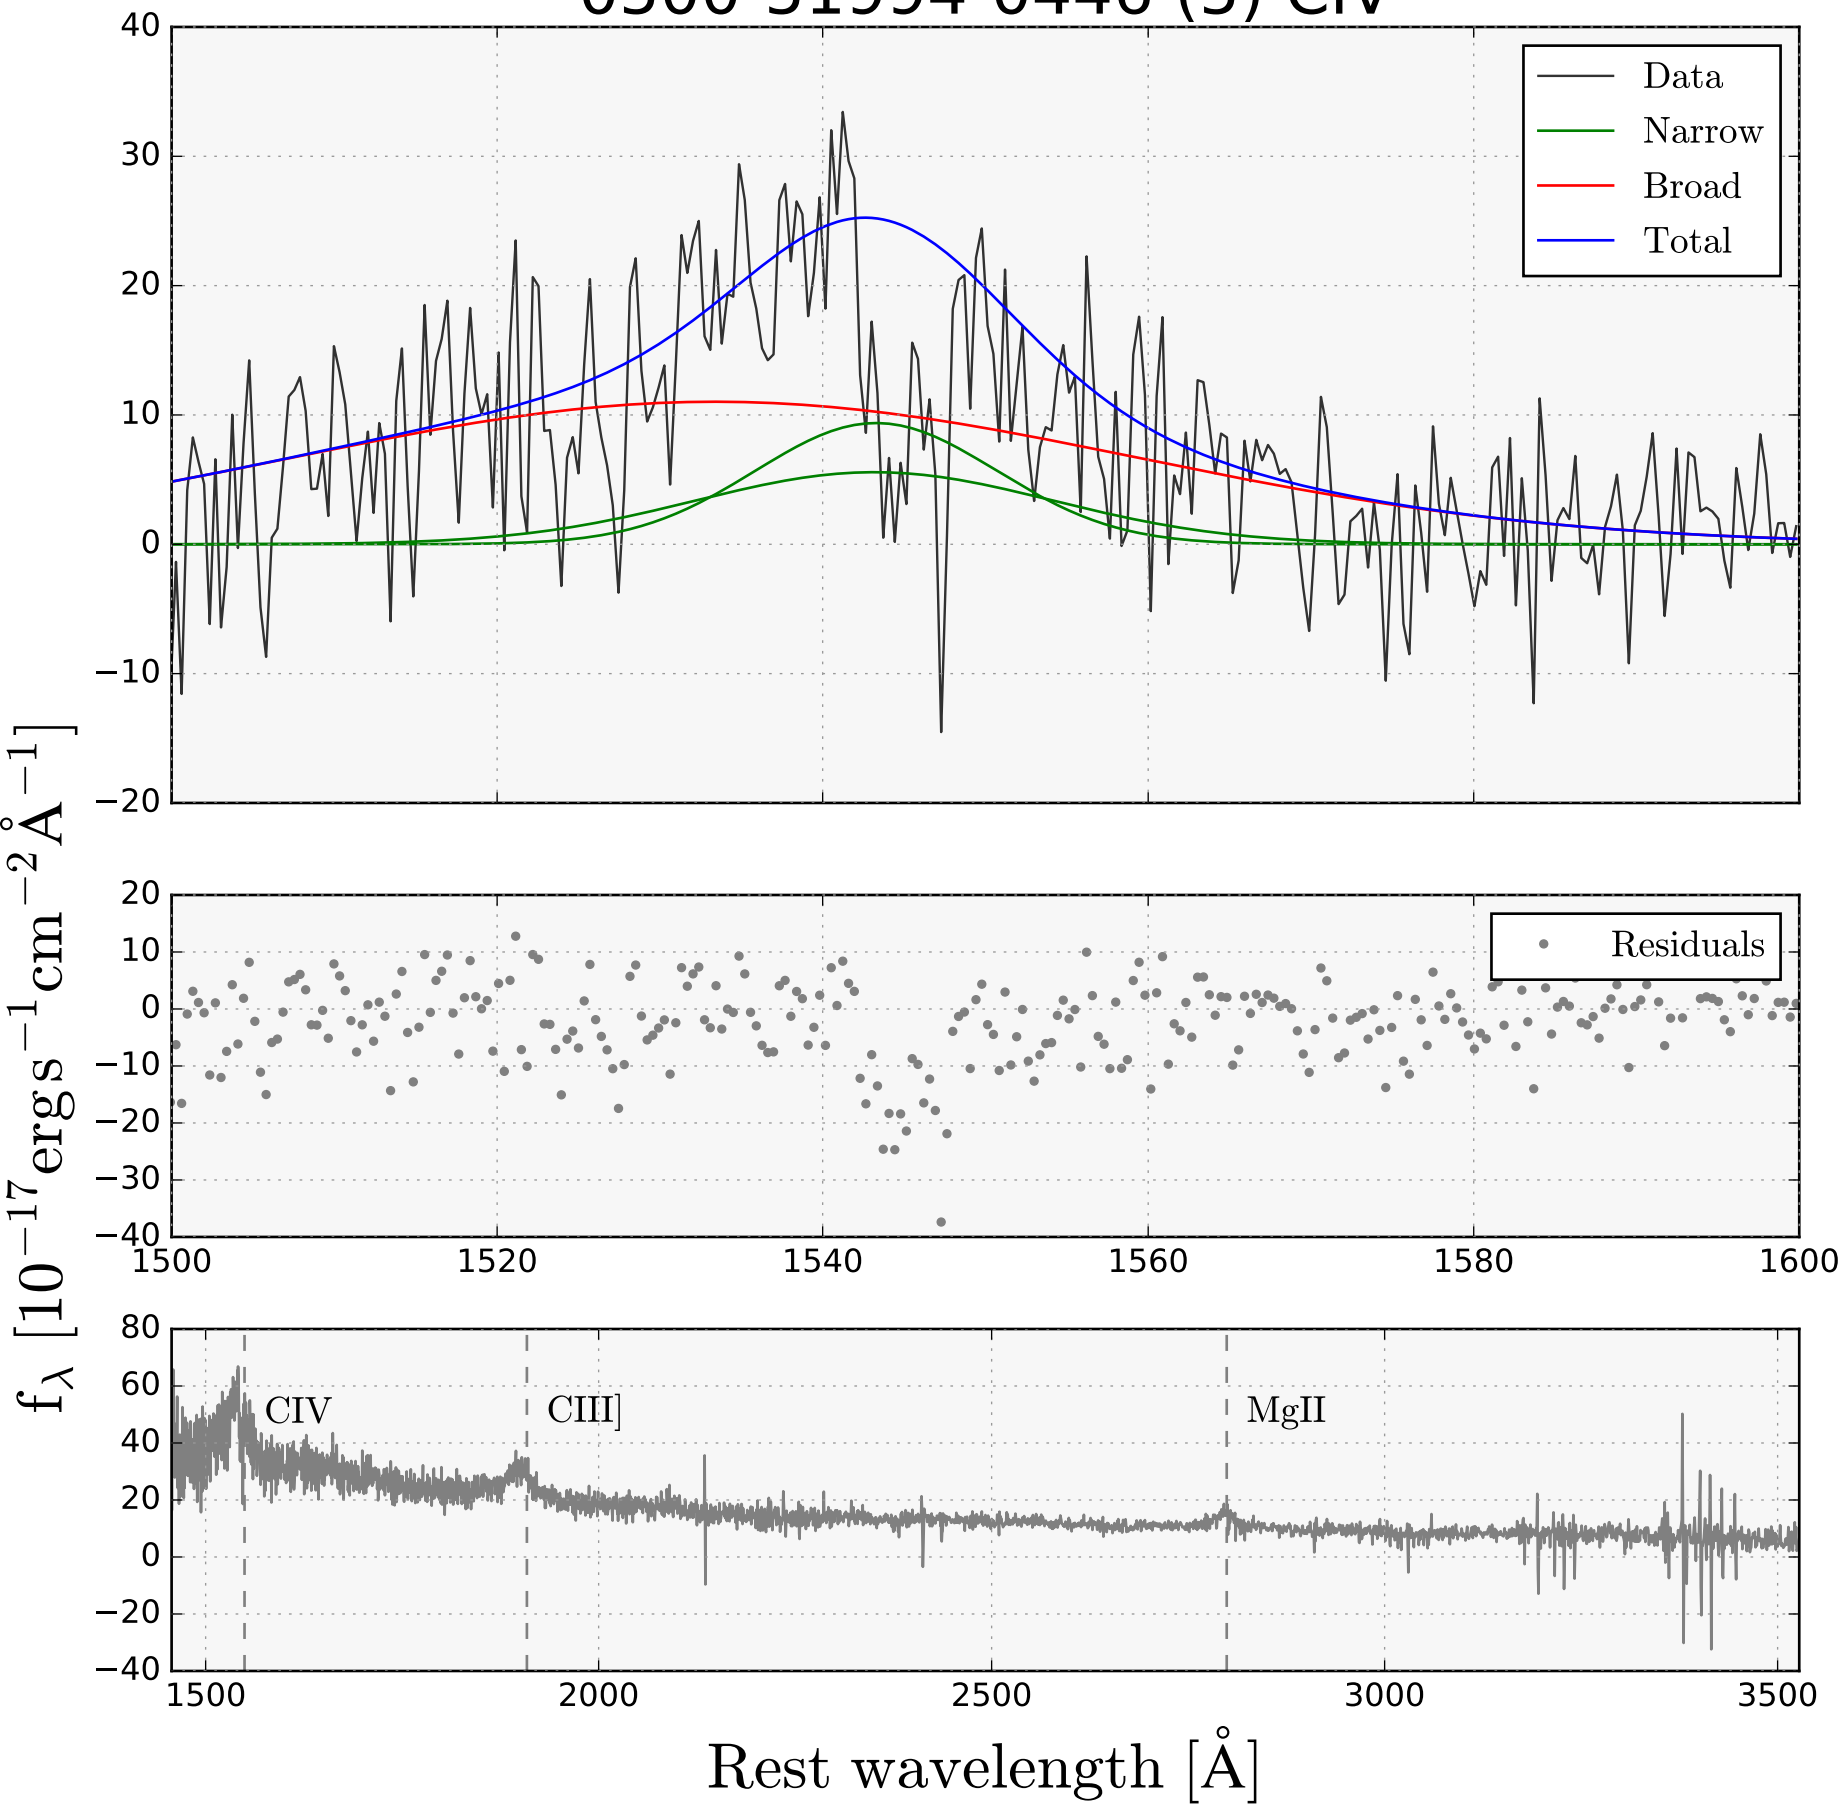 40
30
20
10
0
−10
−20
Data
Narrow
Broad
Total
20
10
0
−10
−20
−30
−40
Residuals
1500 1520 1540 1560 1580 1600
80
60
40
20
0
−20
−40
CIV
CIII]
MgII
1500 2000 2500 3000 3500
Rest wavelength [Å]
f_λ [10^−17 ergs^−1 cm^−2 Å^−1]